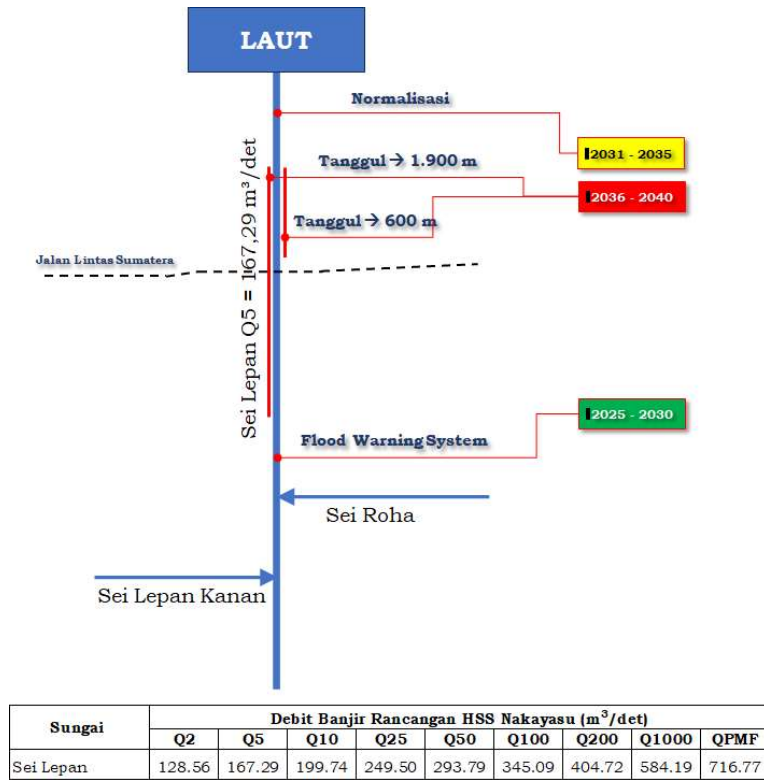 LAUT
Normalisasi
2031 - 2035
Tanggul → 1.900 m
2036 - 2040
Tanggul → 600 m
Sei Lepan Q5 = 167,29 m³/det
Jalan Lintas Sumatera
2025 - 2030
Flood Warning System
Sei Roha
Sei Lepan Kanan
Sungai
Debit Banjir Rancangan HSS Nakayasu (m³/det)
Q2 Q5 Q10 Q25 Q50 Q100 Q200 Q1000 QPMF
Sei Lepan 128.56 167.29 199.74 249.50 293.79 345.09 404.72 584.19 716.77